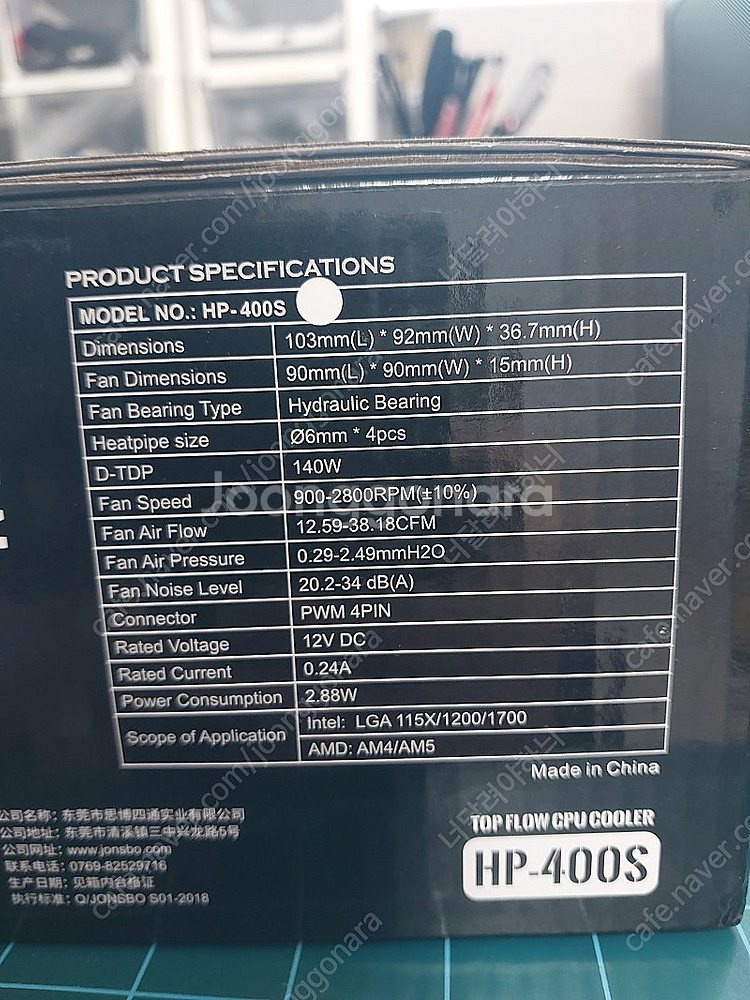 PRODUCT SPECIFICATIONS
MODEL NO.: HP-400S
Dimensions 103mm(L) * 92mm(W) * 36.7mm(H)
Fan Dimensions 90mm(L) * 90mm(W) * 15mm(H)
Fan Bearing Type Hydraulic Bearing
Heatpipe size Ø6mm * 4pcs
D-TDP 140W
Fan Speed 900-2800RPM(±10%)
Fan Air Flow 12.59-38.18CFM
Fan Air Pressure 0.29-2.49mmH2O
Fan Noise Level 20.2-34 dB(A)
Connector PWM 4PIN
Rated Voltage 12V DC
Rated Current 0.24A
Power Consumption 2.88W
Scope of Application Intel: LGA 115X/1200/1700
AMD: AM4/AM5
Made in China
公司名称: 东莞市思博四通实业有限公司
公司地址: 东莞市清溪镇三中兴龙路5号
公司网址: www.jonsbo.com
联系电话: 0769-82529716
生产日期: 见箱内合格证
执行标准: Q/JONSBO S01-2018
TOP FLOW CPU COOLER
HP-400S
Joonggonara
cafe.naver.com/joonggonara